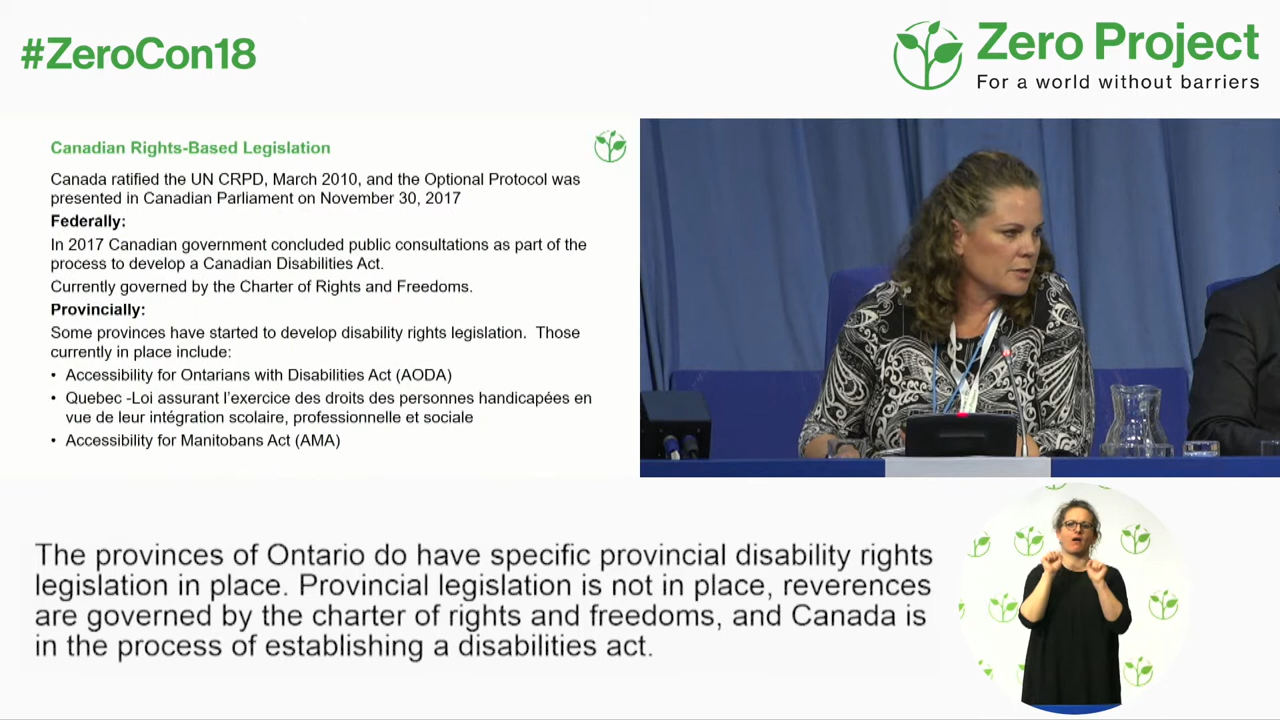 #ZeroCon18
Zero Project
For a world without barriers
Canadian Rights-Based Legislation
Canada ratified the UN CRPD, March 2010, and the Optional Protocol was
presented in Canadian Parliament on November 30, 2017
Federally:
In 2017 Canadian government concluded public consultations as part of the
process to develop a Canadian Disabilities Act.
Currently governed by the Charter of Rights and Freedoms.
Provincially:
Some provinces have started to develop disability rights legislation. Those
currently in place include:
• Accessibility for Ontarians with Disabilities Act (AODA)
• Quebec -Loi assurant l'exercice des droits des personnes handicapées en
vue de leur intégration scolaire, professionnelle et sociale
• Accessibility for Manitobans Act (AMA)
The provinces of Ontario do have specific provincial disability rights
legislation in place. Provincial legislation is not in place, reverences
are governed by the charter of rights and freedoms, and Canada is
in the process of establishing a disabilities act.